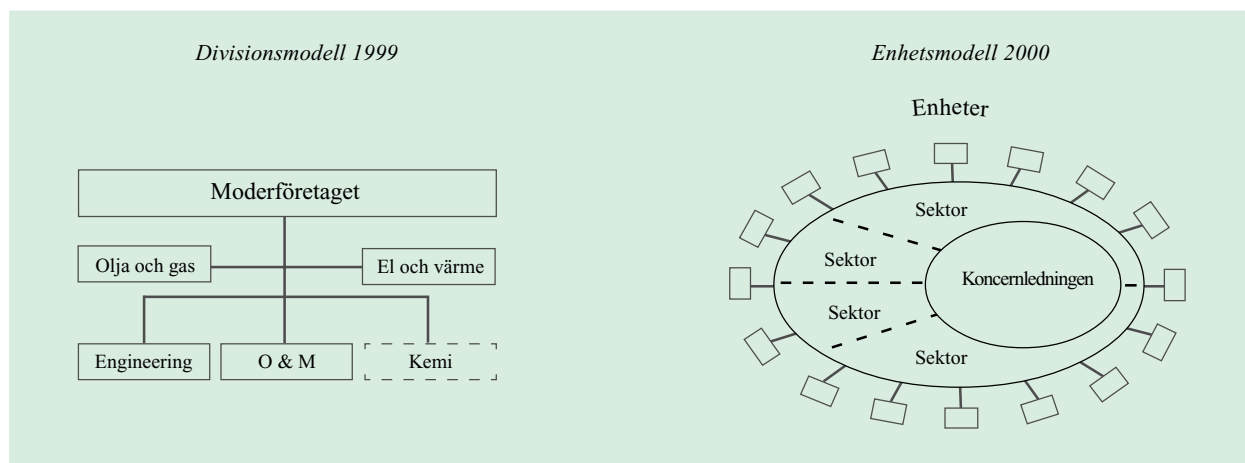 Divisionsmodell 1999
Moderföretaget
Olja och gas
El och värme
Engineering
O & M
Kemi
Enhetsmodell 2000
Enheter
Sektor
Sektor
Koncernledningen
Sektor
Sektor